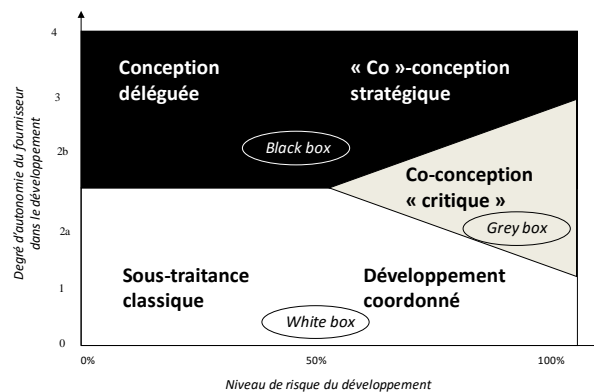 4
3
2b
2a
1
0
Degré d'autonomie du fournisseur
dans le développement
Conception
déléguée
« Co »-conception
stratégique
Black box
Co-conception
« critique »
Grey box
Sous-traitance
classique
Développement
coordonné
White box
0%
50%
100%
Niveau de risque du développement